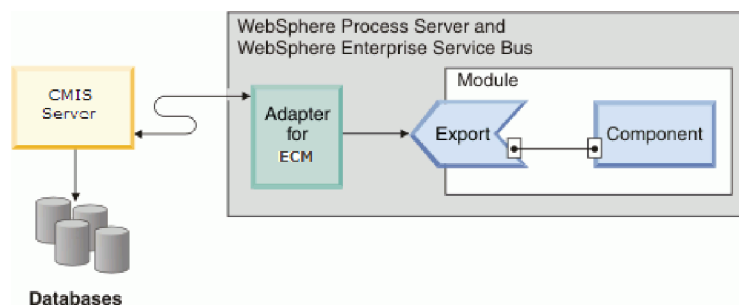 WebSphere Process Server and
WebSphere Enterprise Service Bus
CMIS
Server
Adapter
for
ECM
Module
Export
Component
Databases